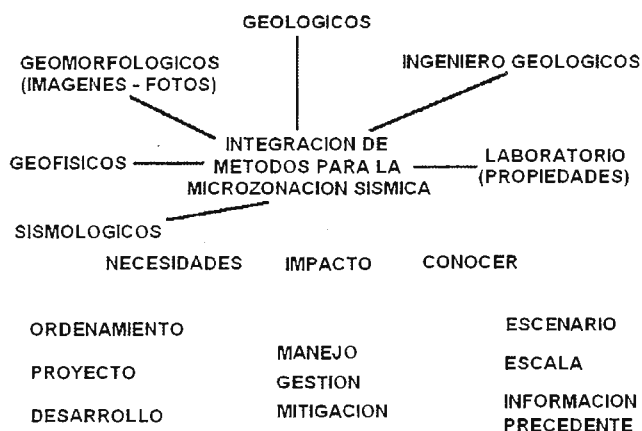 GEOLOGICOS
GEOMORFOLOGICOS
(IMAGENES - FOTOS)
INGENIERO GEOLOGICOS
INTEGRACION DE
METODOS PARA LA
MICROZONACION SISMICA
GEOFISICOS
LABORATORIO
(PROPIEDADES)
SISMOLOGICOS
NECESIDADES IMPACTO CONOCER
ORDENAMIENTO
PROYECTO
DESARROLLO
MANEJO
GESTION
MITIGACION
ESCENARIO
ESCALA
INFORMACION
PRECEDENTE